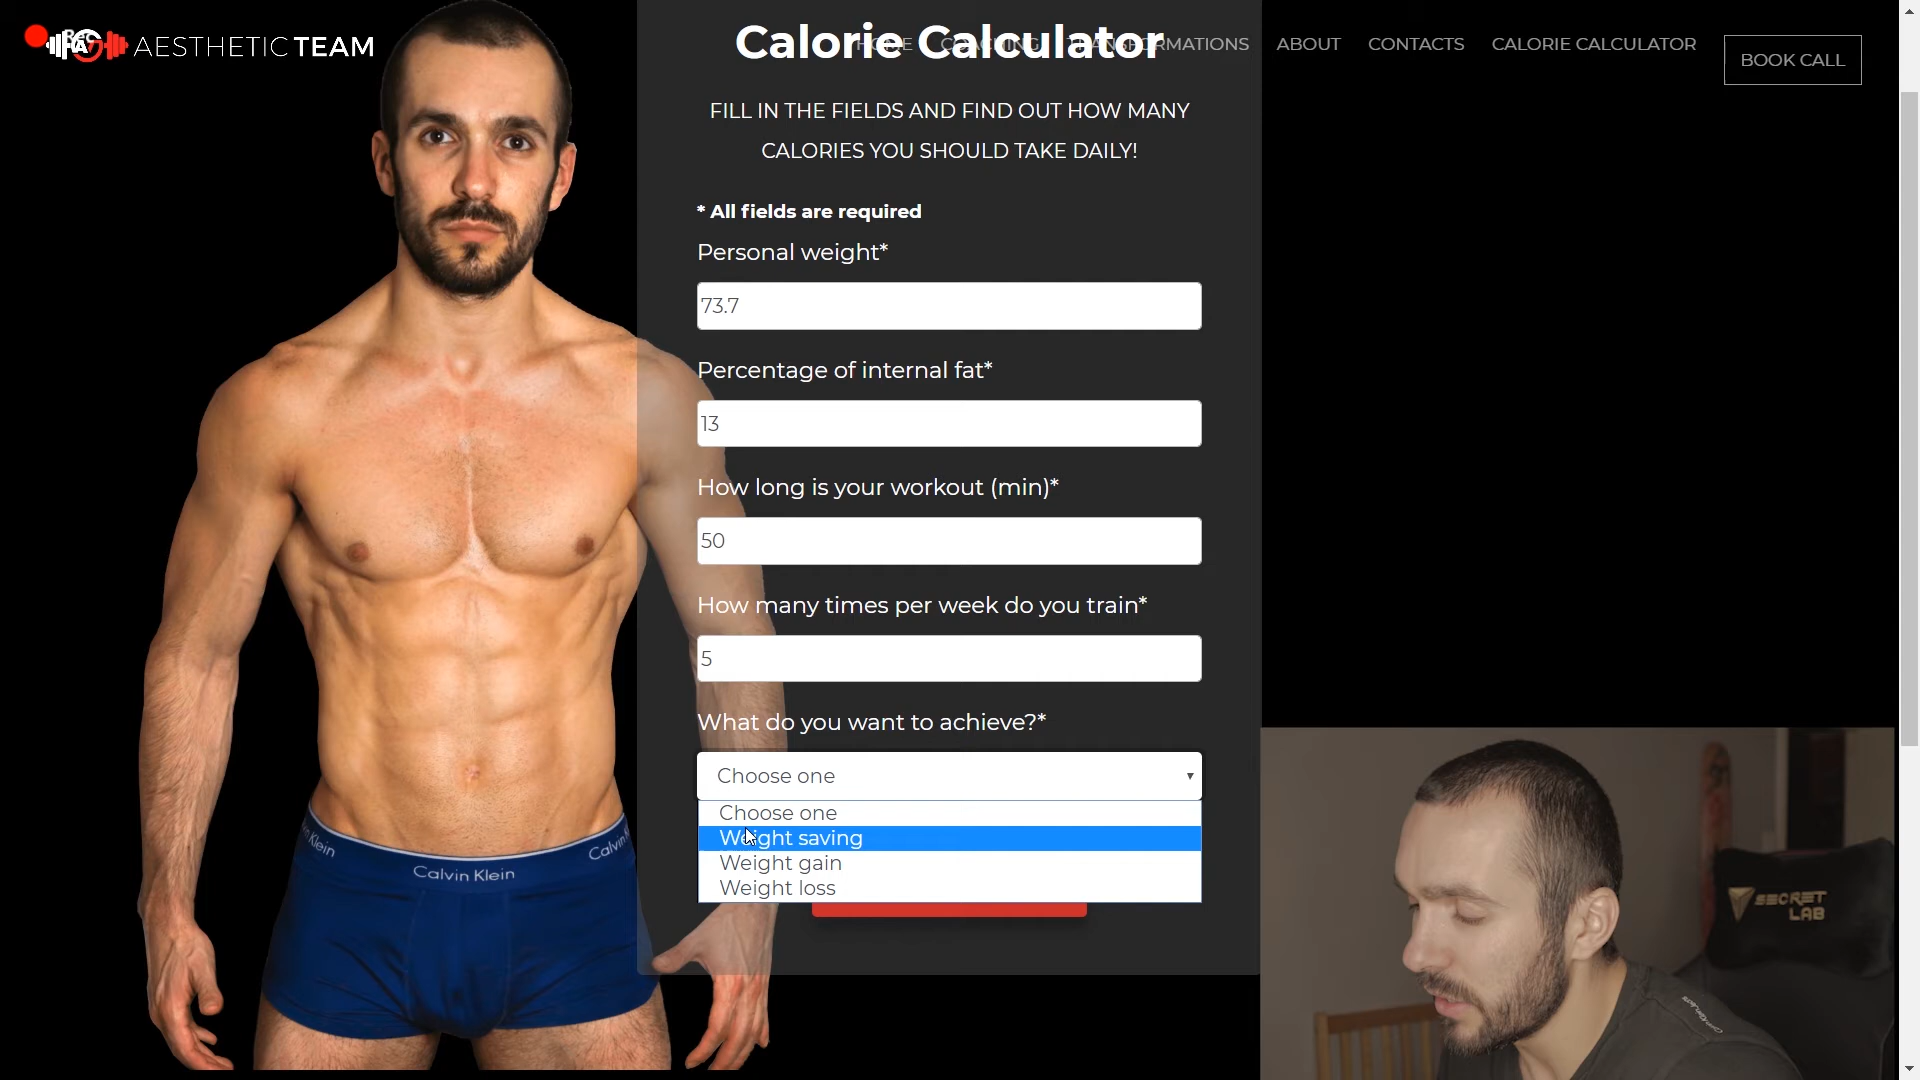 AESTHETIC TEAM
HOME
COACHING
TRANSFORMATIONS
ABOUT
CONTACTS
CALORIE CALCULATOR
BOOK CALL
Calorie Calculator
FILL IN THE FIELDS AND FIND OUT HOW MANY
CALORIES YOU SHOULD TAKE DAILY!
* All fields are required
Personal weight*
73.7
Percentage of internal fat*
13
How long is your workout (min)*
50
How many times per week do you train*
5
What do you want to achieve?*
Choose one
Choose one
Weight saving
Weight gain
Weight loss
Calvin Klein
Calvin Klein
SECRET
LAB